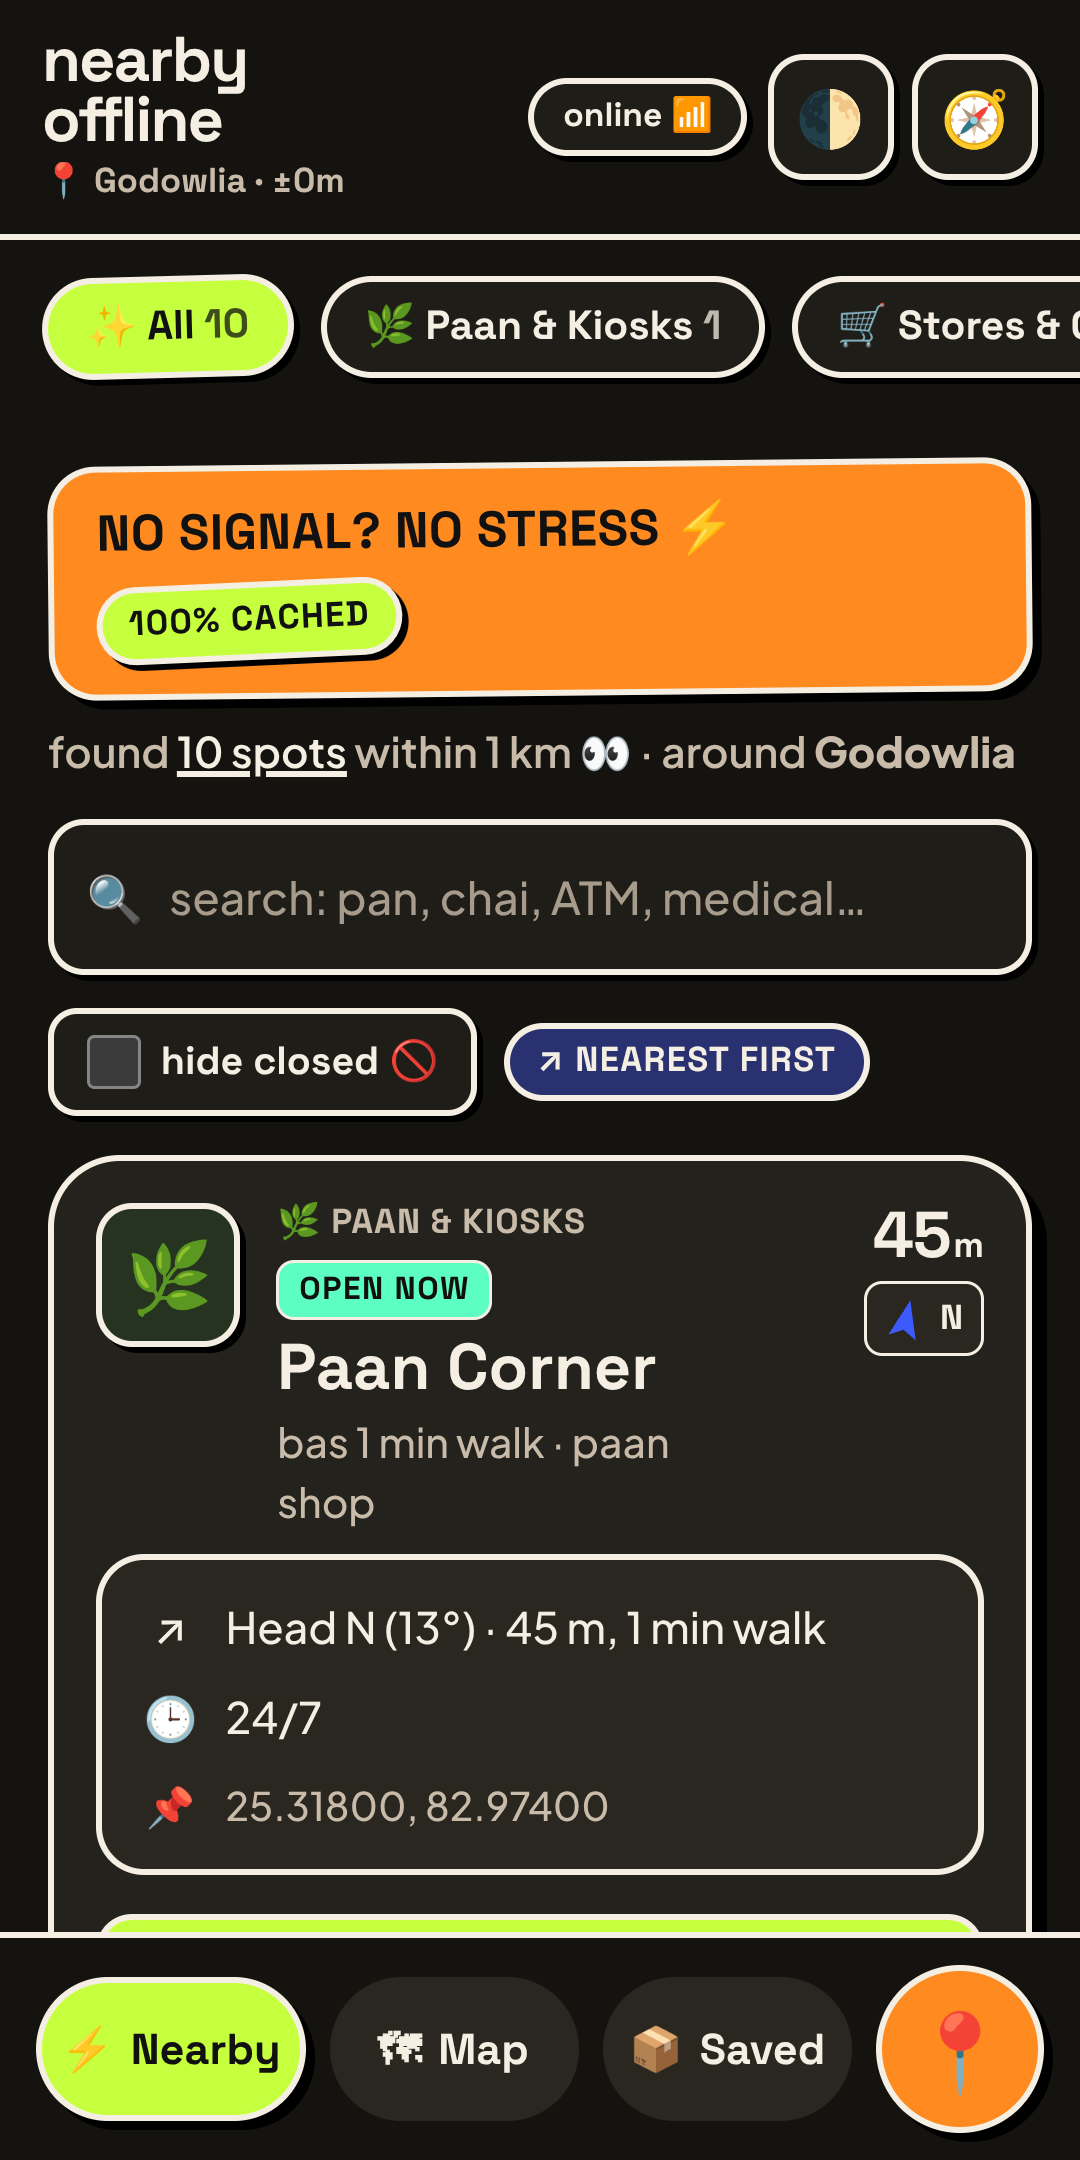 nearby
offline
📍 Godowlia · ±0m
online 📶
✨ All 10
🌿 Paan & Kiosks 1
🛒 Stores &
NO SIGNAL? NO STRESS ⚡
100% CACHED
found 10 spots within 1 km 👀 · around Godowlia
🔍 search: pan, chai, ATM, medical…
hide closed 🚫
↗ NEAREST FIRST
🌿 PAAN & KIOSKS
45m
OPEN NOW
N
Paan Corner
bas 1 min walk · paan
shop
↗ Head N (13°) · 45 m, 1 min walk
🕒 24/7
📌 25.31800, 82.97400
⚡ Nearby
🗺 Map
📦 Saved